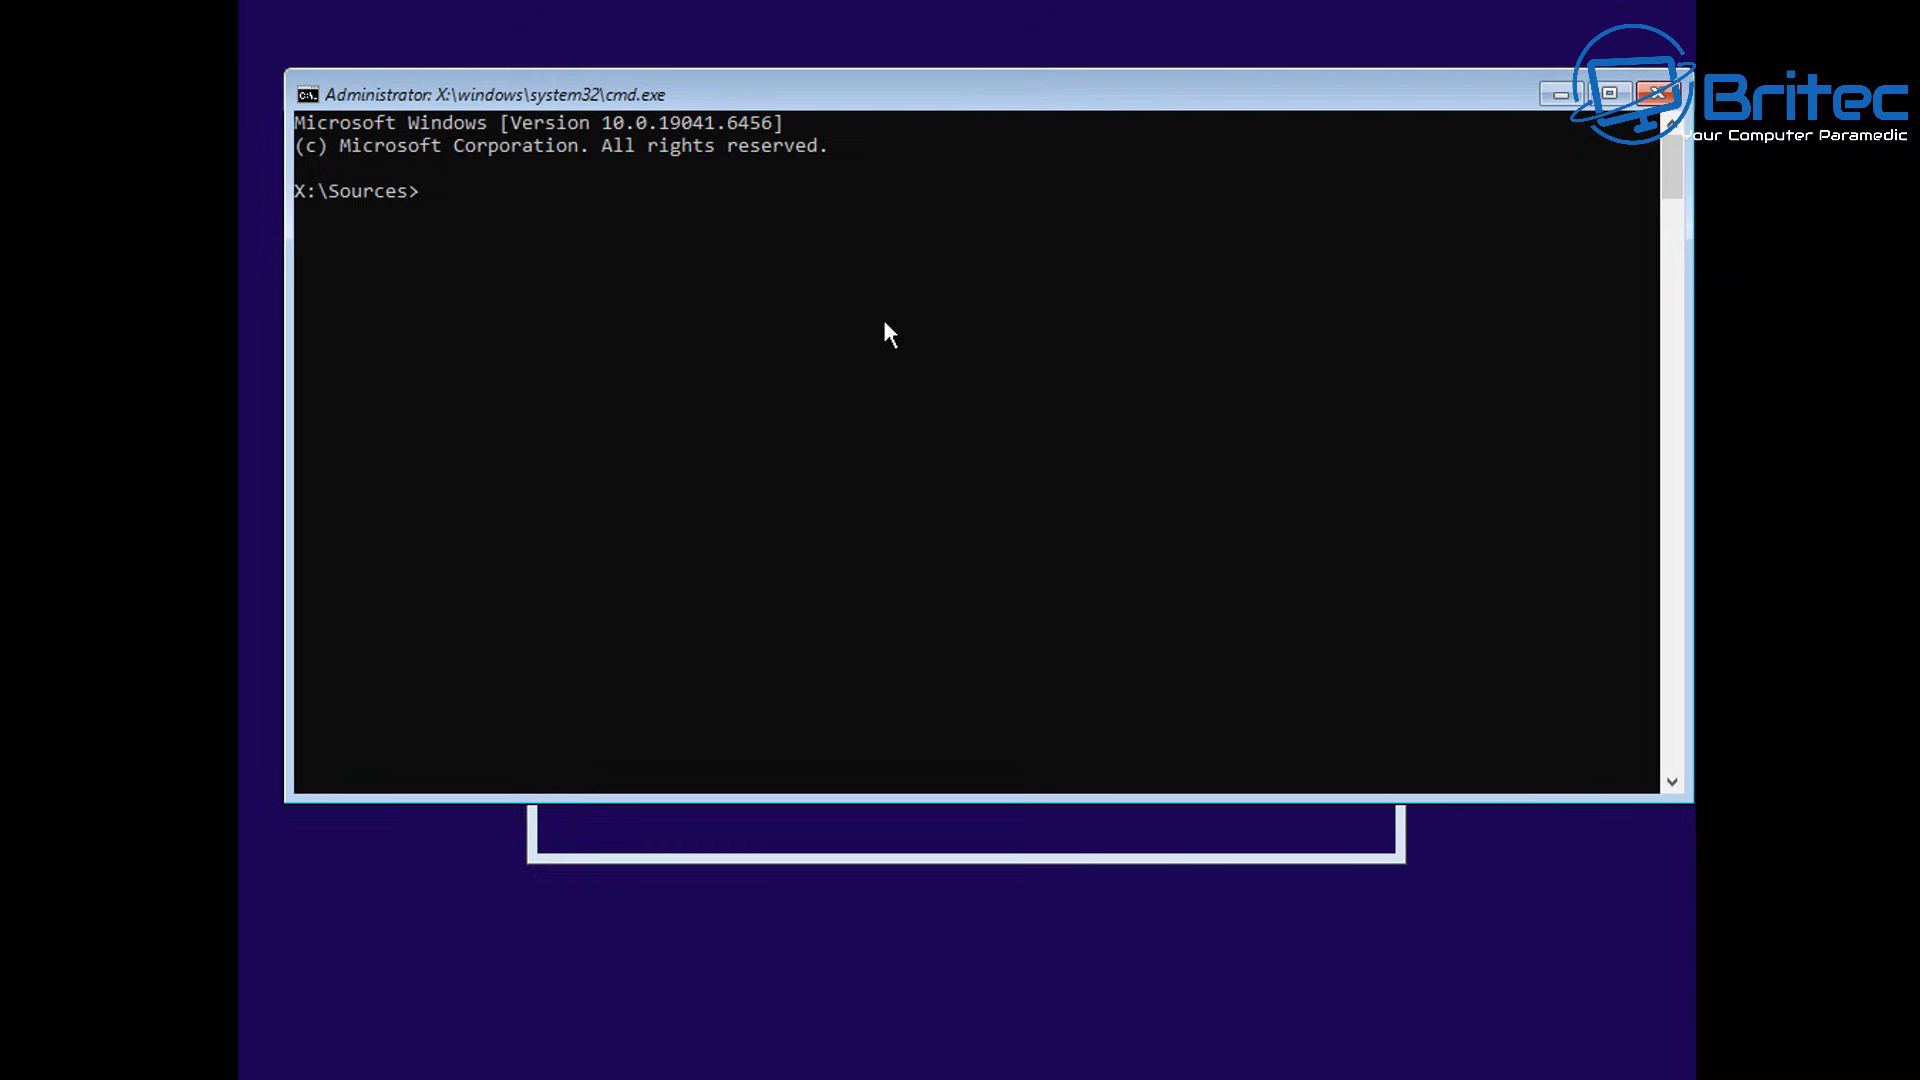 Administrator: X:\windows\system32\cmd.exe
Microsoft Windows [Version 10.0.19041.6456]
(c) Microsoft Corporation. All rights reserved.
X:\Sources>
Britec
Your Computer Paramedic